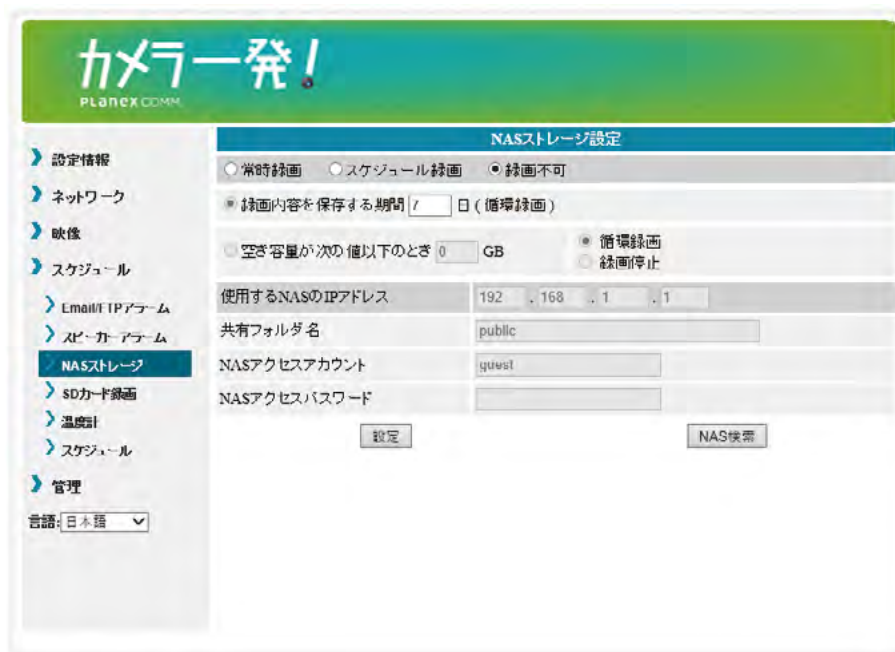 カメラ一発!
PLANEX COMM.
設定情報
ネットワーク
映像
スケジュール
Email/FTPアラーム
スピーカーアラーム
NASストレージ
SDカード録画
温度計
スケジュール
管理
言語: 日本語
NASストレージ設定
常時録画 スケジュール録画 録画不可
録画内容を保存する期間 7 日 ( 循環録画 )
空き容量が次の値以下のとき 0 GB
循環録画
録画停止
使用するNASのIPアドレス 192 . 168 . 1 . 1
共有フォルダ名 public
NASアクセスアカウント guest
NASアクセスパスワード
設定 NAS検索